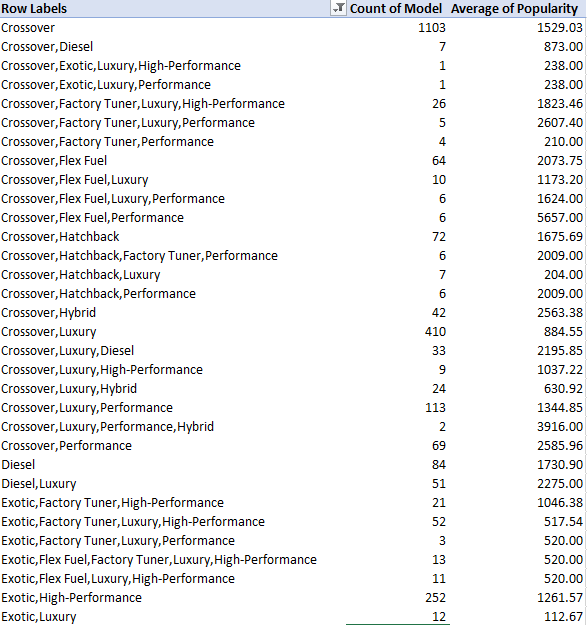 Row Labels Count of Model Average of Popularity
Crossover 1103 1529.03
Crossover,Diesel 7 873.00
Crossover,Exotic,Luxury,High-Performance 1 238.00
Crossover,Exotic,Luxury,Performance 1 238.00
Crossover,Factory Tuner,Luxury,High-Performance 26 1823.46
Crossover,Factory Tuner,Luxury,Performance 5 2607.40
Crossover,Factory Tuner,Performance 4 210.00
Crossover,Flex Fuel 64 2073.75
Crossover,Flex Fuel,Luxury 10 1173.20
Crossover,Flex Fuel,Luxury,Performance 6 1624.00
Crossover,Flex Fuel,Performance 6 5657.00
Crossover,Hatchback 72 1675.69
Crossover,Hatchback,Factory Tuner,Performance 6 2009.00
Crossover,Hatchback,Luxury 7 204.00
Crossover,Hatchback,Performance 6 2009.00
Crossover,Hybrid 42 2563.38
Crossover,Luxury 410 884.55
Crossover,Luxury,Diesel 33 2195.85
Crossover,Luxury,High-Performance 9 1037.22
Crossover,Luxury,Hybrid 24 630.92
Crossover,Luxury,Performance 113 1344.85
Crossover,Luxury,Performance,Hybrid 2 3916.00
Crossover,Performance 69 2585.96
Diesel 84 1730.90
Diesel,Luxury 51 2275.00
Exotic,Factory Tuner,High-Performance 21 1046.38
Exotic,Factory Tuner,Luxury,High-Performance 52 517.54
Exotic,Factory Tuner,Luxury,Performance 3 520.00
Exotic,Flex Fuel,Factory Tuner,Luxury,High-Performance 13 520.00
Exotic,Flex Fuel,Luxury,High-Performance 11 520.00
Exotic,High-Performance 252 1261.57
Exotic,Luxury 12 112.67